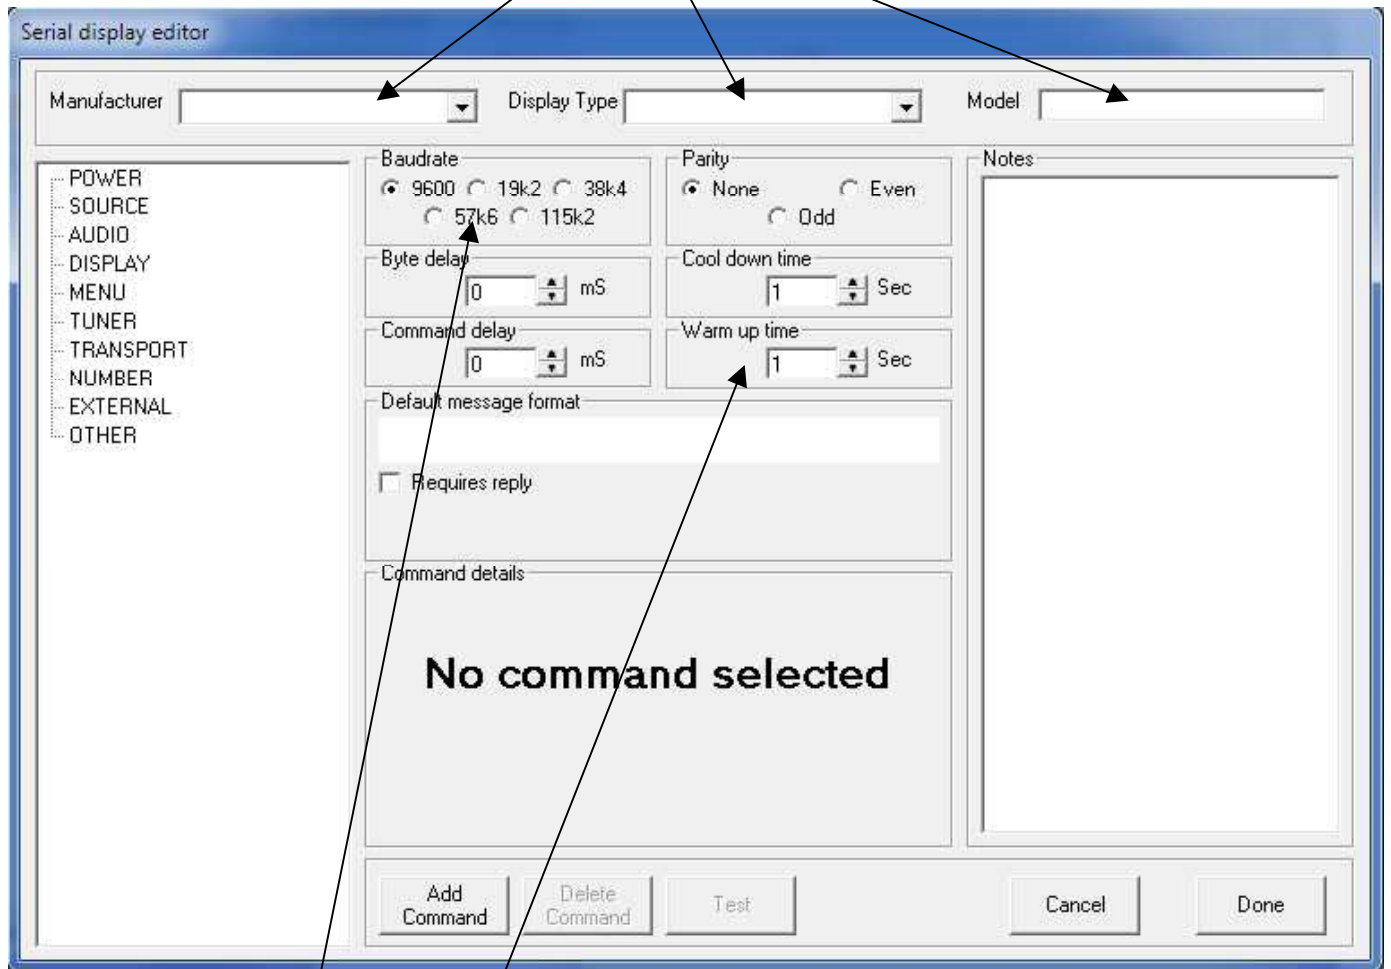 Serial display editor
Manufacturer Display Type Model
POWER
SOURCE
AUDIO
DISPLAY
MENU
TUNER
TRANSPORT
NUMBER
EXTERNAL
OTHER
Baudrate
9600 19k2 38k4
57k6 115k2
Parity
None Even
Odd
Byte delay
0 mS
Cool down time
1 Sec
Command delay
0 mS
Warm up time
1 Sec
Default message format
Requires reply
Command details
No command selected
Notes
Add
Command
Delete
Command
Test
Cancel
Done